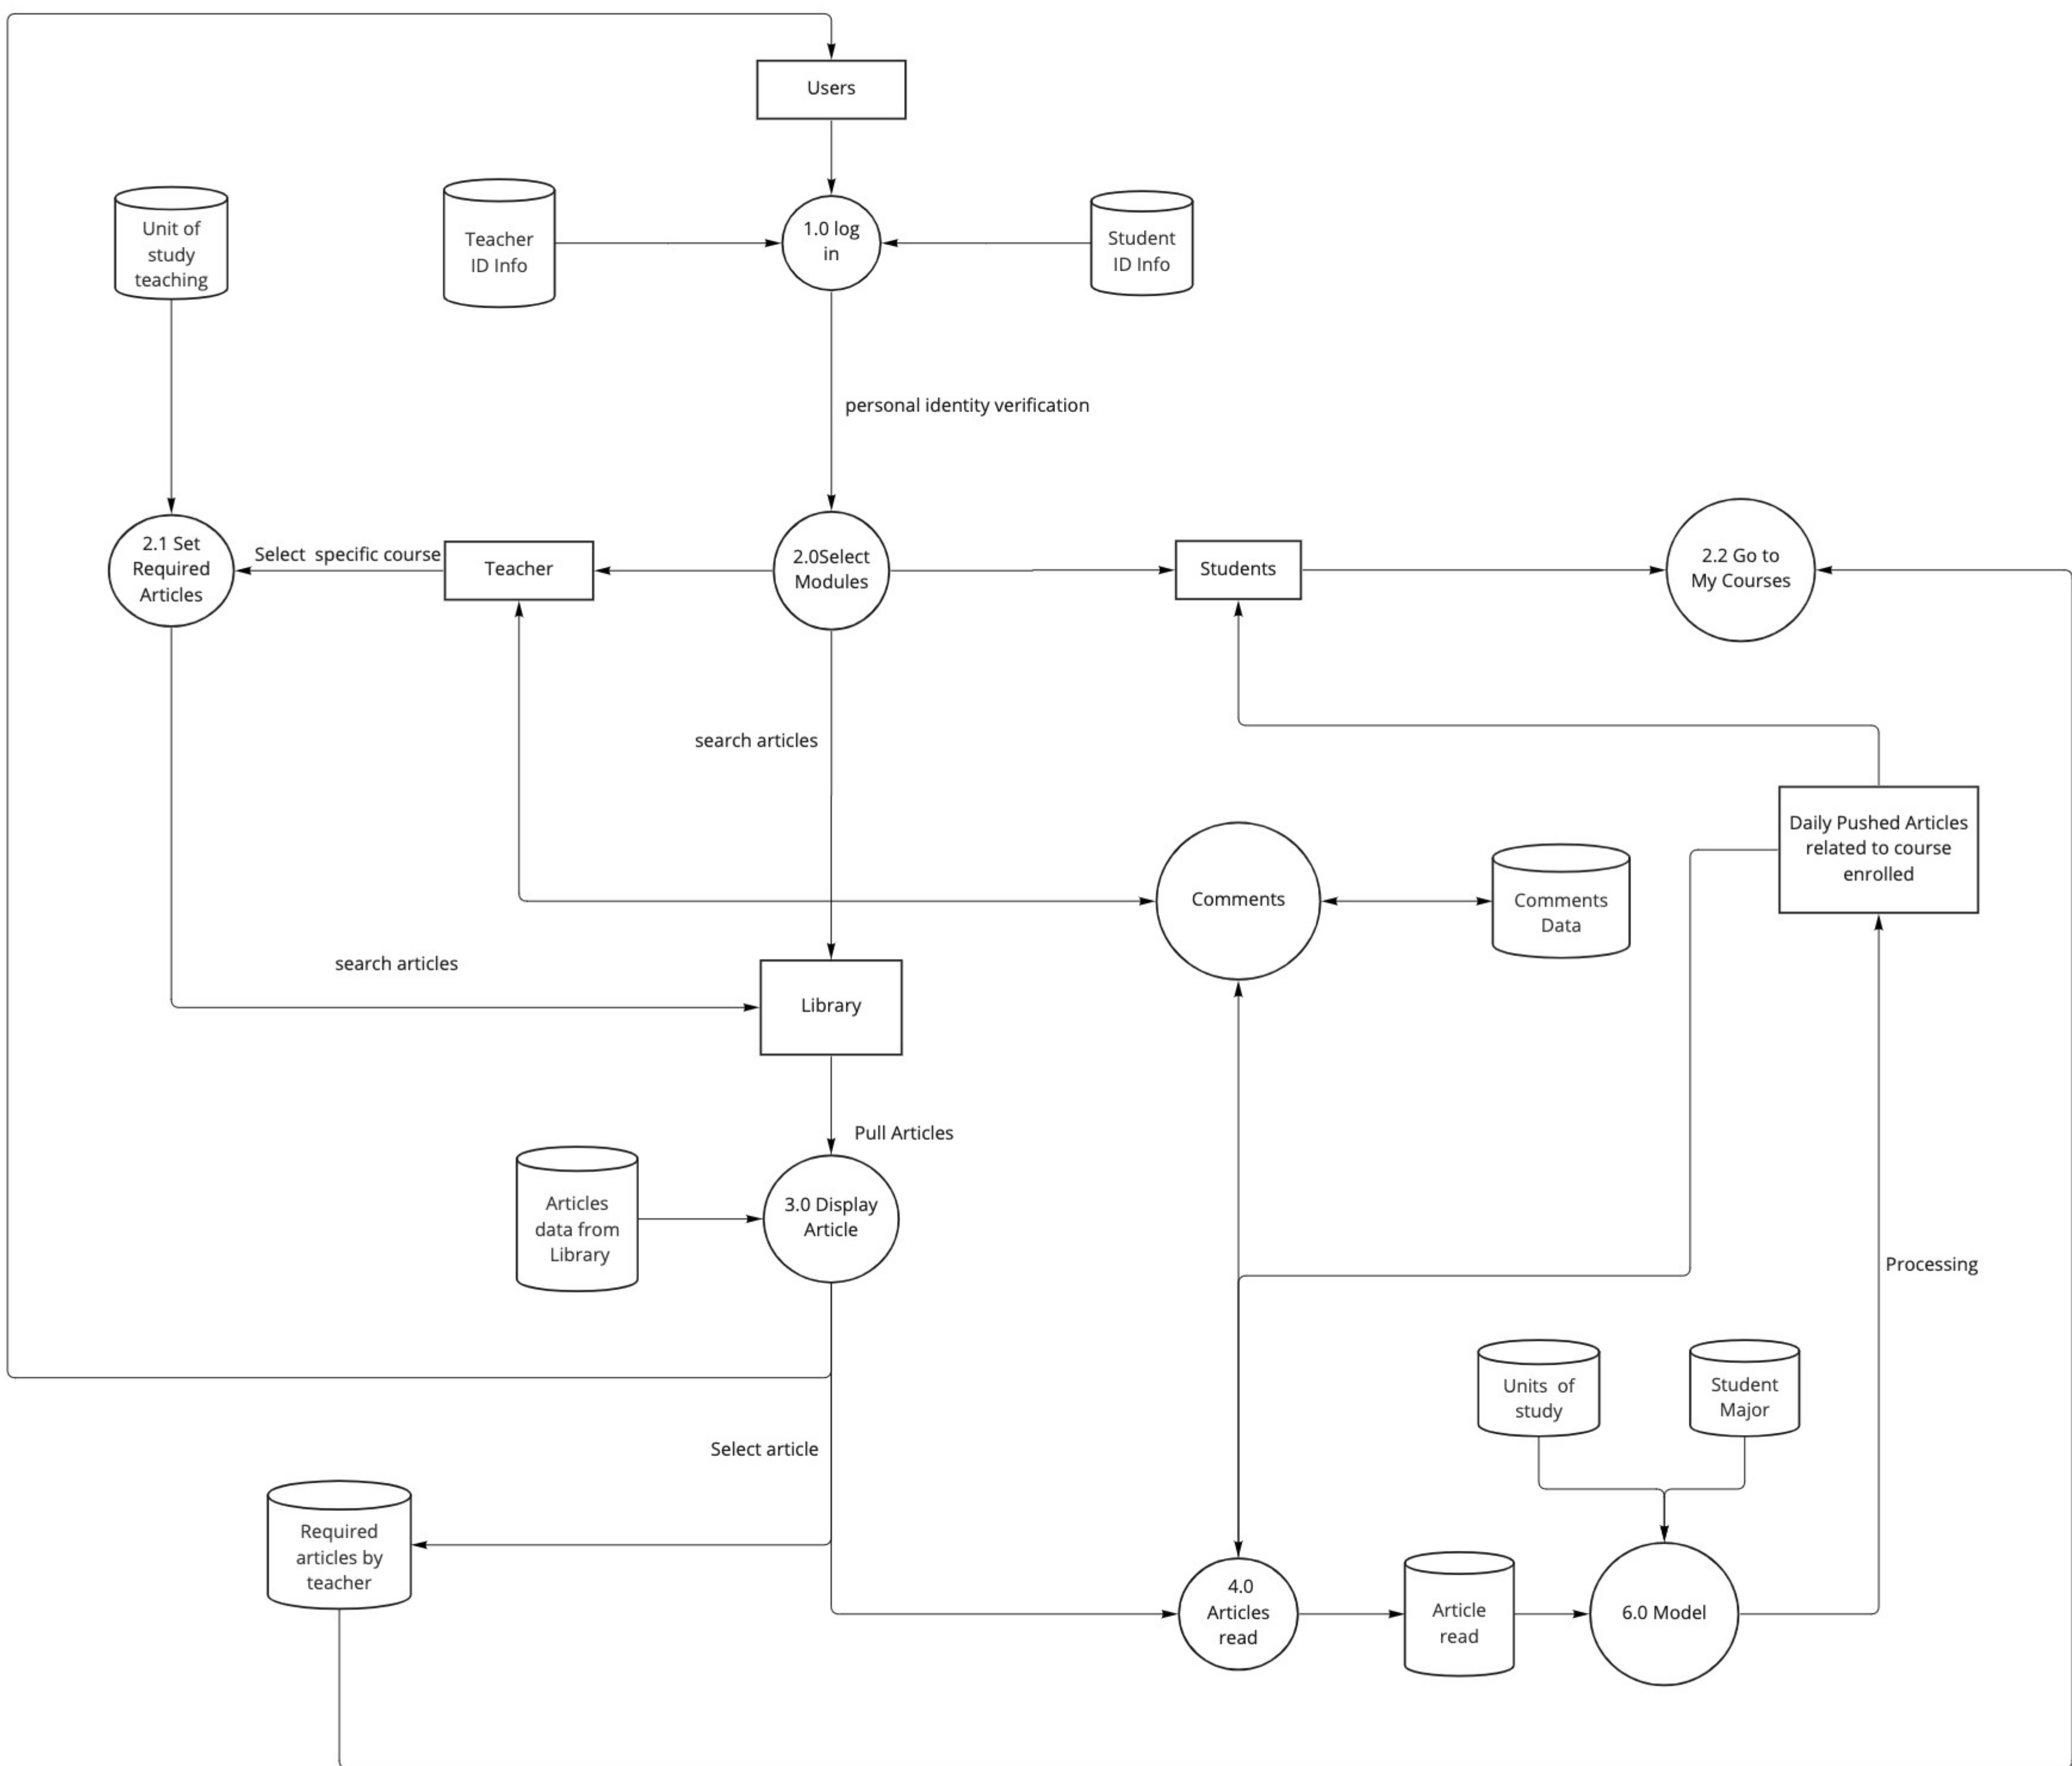 Users
Unit of
study
teaching
Teacher
ID Info
1.0 log
in
Student
ID Info
personal identity verification
2.1 Set
Required
Articles
Select  specific course
Teacher
2.0Select
Modules
Students
2.2 Go to
My Courses
search articles
Daily Pushed Articles
related to course
enrolled
Comments
Comments
Data
search articles
Library
Pull Articles
Articles
data from
Library
3.0 Display
Article
Processing
Units  of
study
Student
Major
Select article
Required
articles by
teacher
4.0
Articles
read
Article
read
6.0 Model